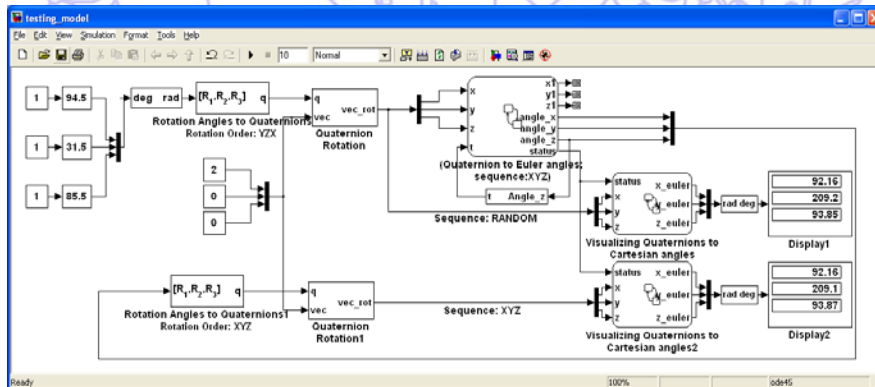 testing_model
File Edit View Simulation Format Tools Help
10 Normal
1 94.5
1 31.5
1 85.5
deg rad
[R1,R2,R3] q
Rotation Angles to Quaternions
Rotation Order: YZX
q
vec
vec_rot
Quaternion
Rotation
2
0
0
x
y
z
t
x1
y1
z1
angle_x
angle_y
angle_z
status
(Quaternion to Euler angles;
sequence:XYZ)
t Angle_z
Sequence: RANDOM
status
x
y
z
x_euler
y_euler
z_euler
Visualizing Quaternions to
Cartesian angles
rad deg
92.16
209.2
93.85
Display1
[R1,R2,R3] q
Rotation Angles to Quaternions1
Rotation Order: XYZ
q
vec
vec_rot
Quaternion
Rotation1
Sequence: XYZ
status
x
y
z
x_euler
y_euler
z_euler
Visualizing Quaternions to
Cartesian angles2
rad deg
92.16
209.1
93.87
Display2
Ready 100% ode45